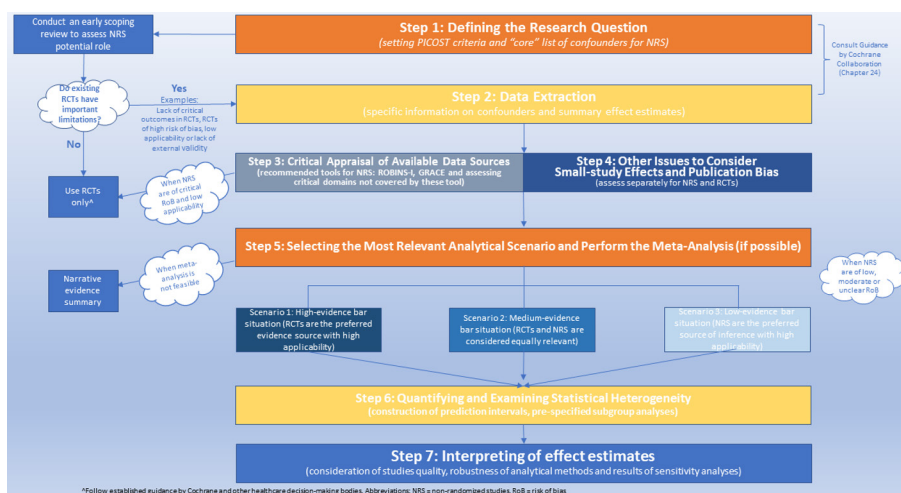 Conduct an early scoping
review to assess NRS
potential role
Step 1: Defining the Research Question
(setting PICOST criteria and "core" list of confounders for NRS)
Consult Guidance
by Cochrane
Collaboration
(Chapter 24)
Do existing
RCTs have
important
limitations?
Yes
Examples:
Lack of critical
outcomes in RCTs, RCTs
of high risk of bias, low
applicability or lack of
external validity
No
Step 2: Data Extraction
(specific information on confounders and summary effect estimates)
Step 3: Critical Appraisal of Available Data Sources
(recommended tools for NRS: ROBINS-I, GRACE and assessing
critical domains not covered by these tool)
Step 4: Other Issues to Consider
Small-study Effects and Publication Bias
(assess separately for NRS and RCTs)
When NRS
are of critical
RoB and low
applicability
Use RCTs
only^
Step 5: Selecting the Most Relevant Analytical Scenario and Perform the Meta-Analysis (if possible)
When meta-
analysis is
not feasible
Narrative
evidence
summary
When NRS
are of low,
moderate or
unclear RoB
Scenario 1: High-evidence bar
situation (RCTs are the preferred
evidence source with high
applicability)
Scenario 2: Medium-evidence
bar situation (RCTs and NRS are
considered equally relevant)
Scenario 3: Low-evidence bar
situation (NRS are the preferred
source of inference with high
applicability)
Step 6: Quantifying and Examining Statistical Heterogeneity
(construction of prediction intervals, pre-specified subgroup analyses)
Step 7: Interpreting of effect estimates
(consideration of studies quality, robustness of analytical methods and results of sensitivity analyses)
^Follow established guidance by Cochrane and other healthcare decision-making bodies. Abbreviations: NRS = non-randomized studies, RoB = risk of bias